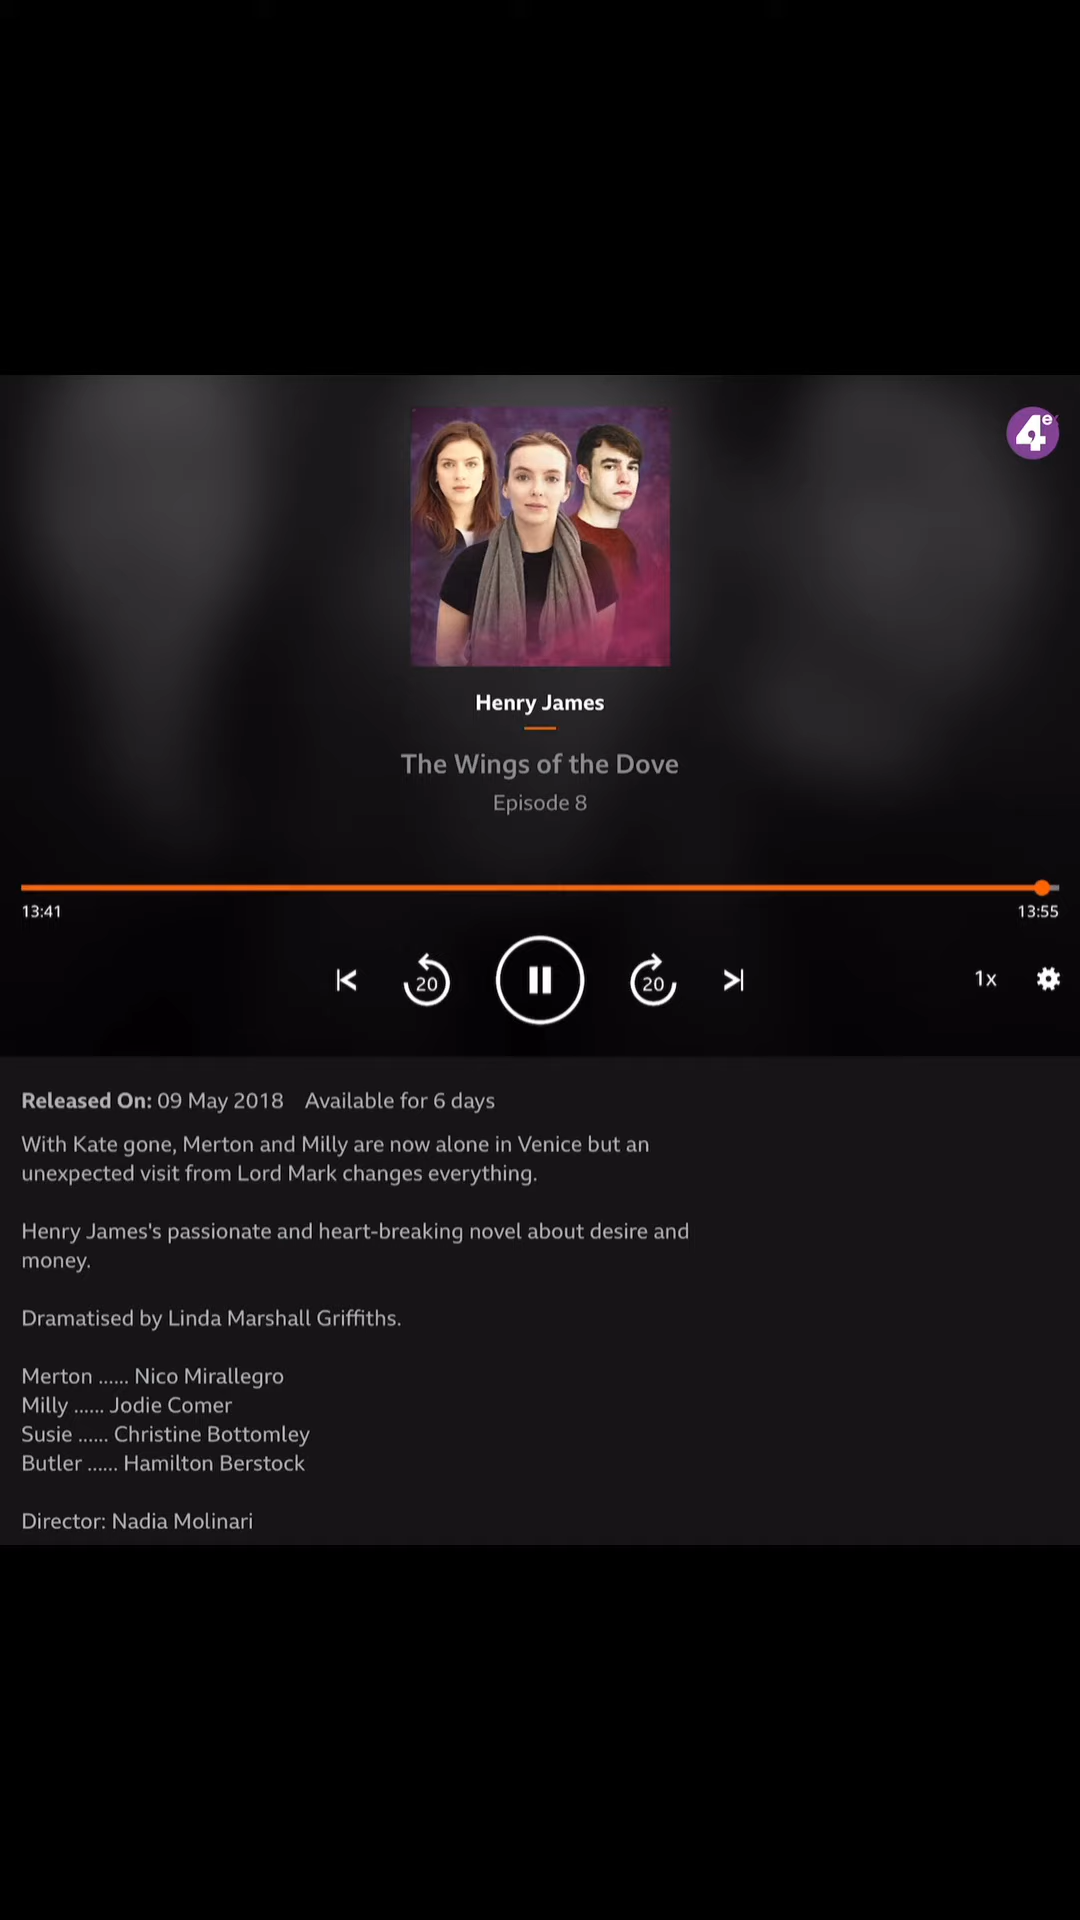 4e
Henry James
The Wings of the Dove
Episode 8
13:41
13:55
20
20
1x
Released On: 09 May 2018 Available for 6 days
With Kate gone, Merton and Milly are now alone in Venice but an
unexpected visit from Lord Mark changes everything.
Henry James's passionate and heart-breaking novel about desire and
money.
Dramatised by Linda Marshall Griffiths.
Merton ...... Nico Mirallegro
Milly ...... Jodie Comer
Susie ...... Christine Bottomley
Butler ...... Hamilton Berstock
Director: Nadia Molinari